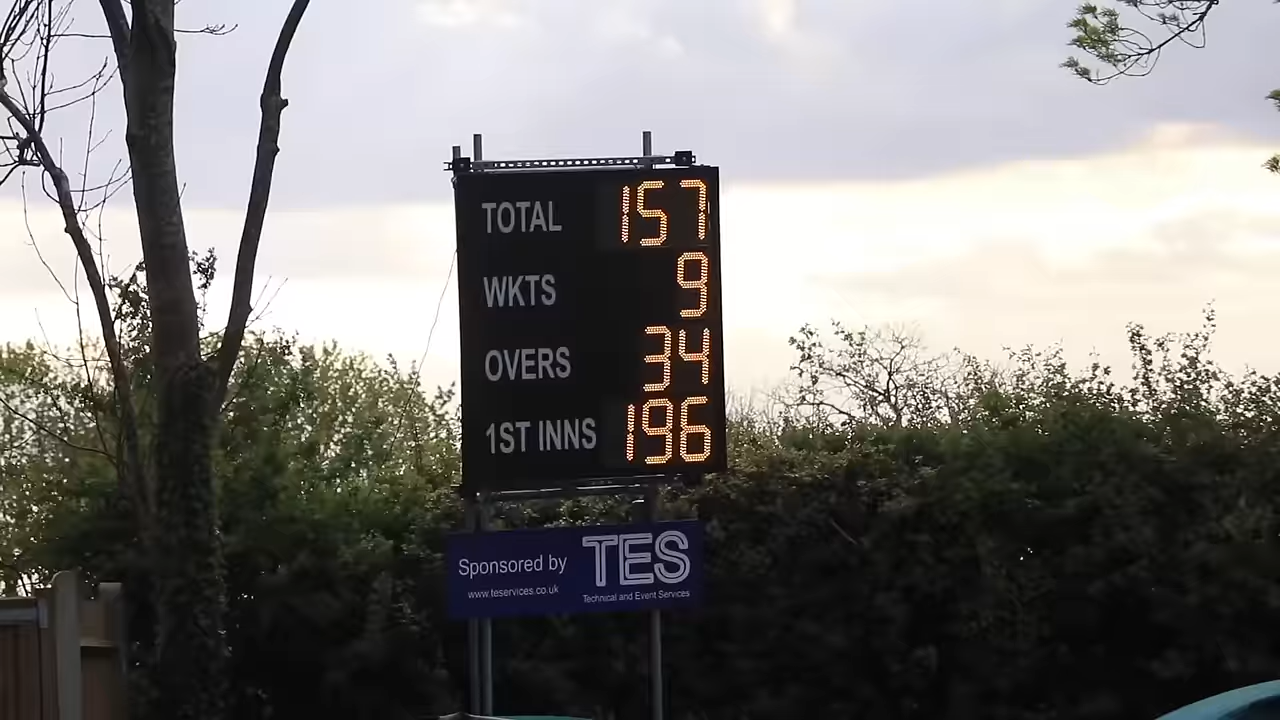 TOTAL 157
WKTS 9
OVERS 34
1ST INNS 196
Sponsored by TES
www.teservices.co.uk Technical and Event Services